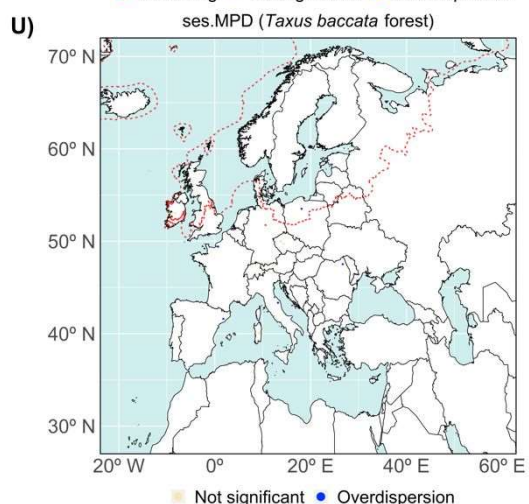 U)
ses.MPD (Taxus baccata forest)
70° N
60° N
50° N
40° N
30° N
20° W 0° 20° E 40° E 60° E
Not significant Overdispersion